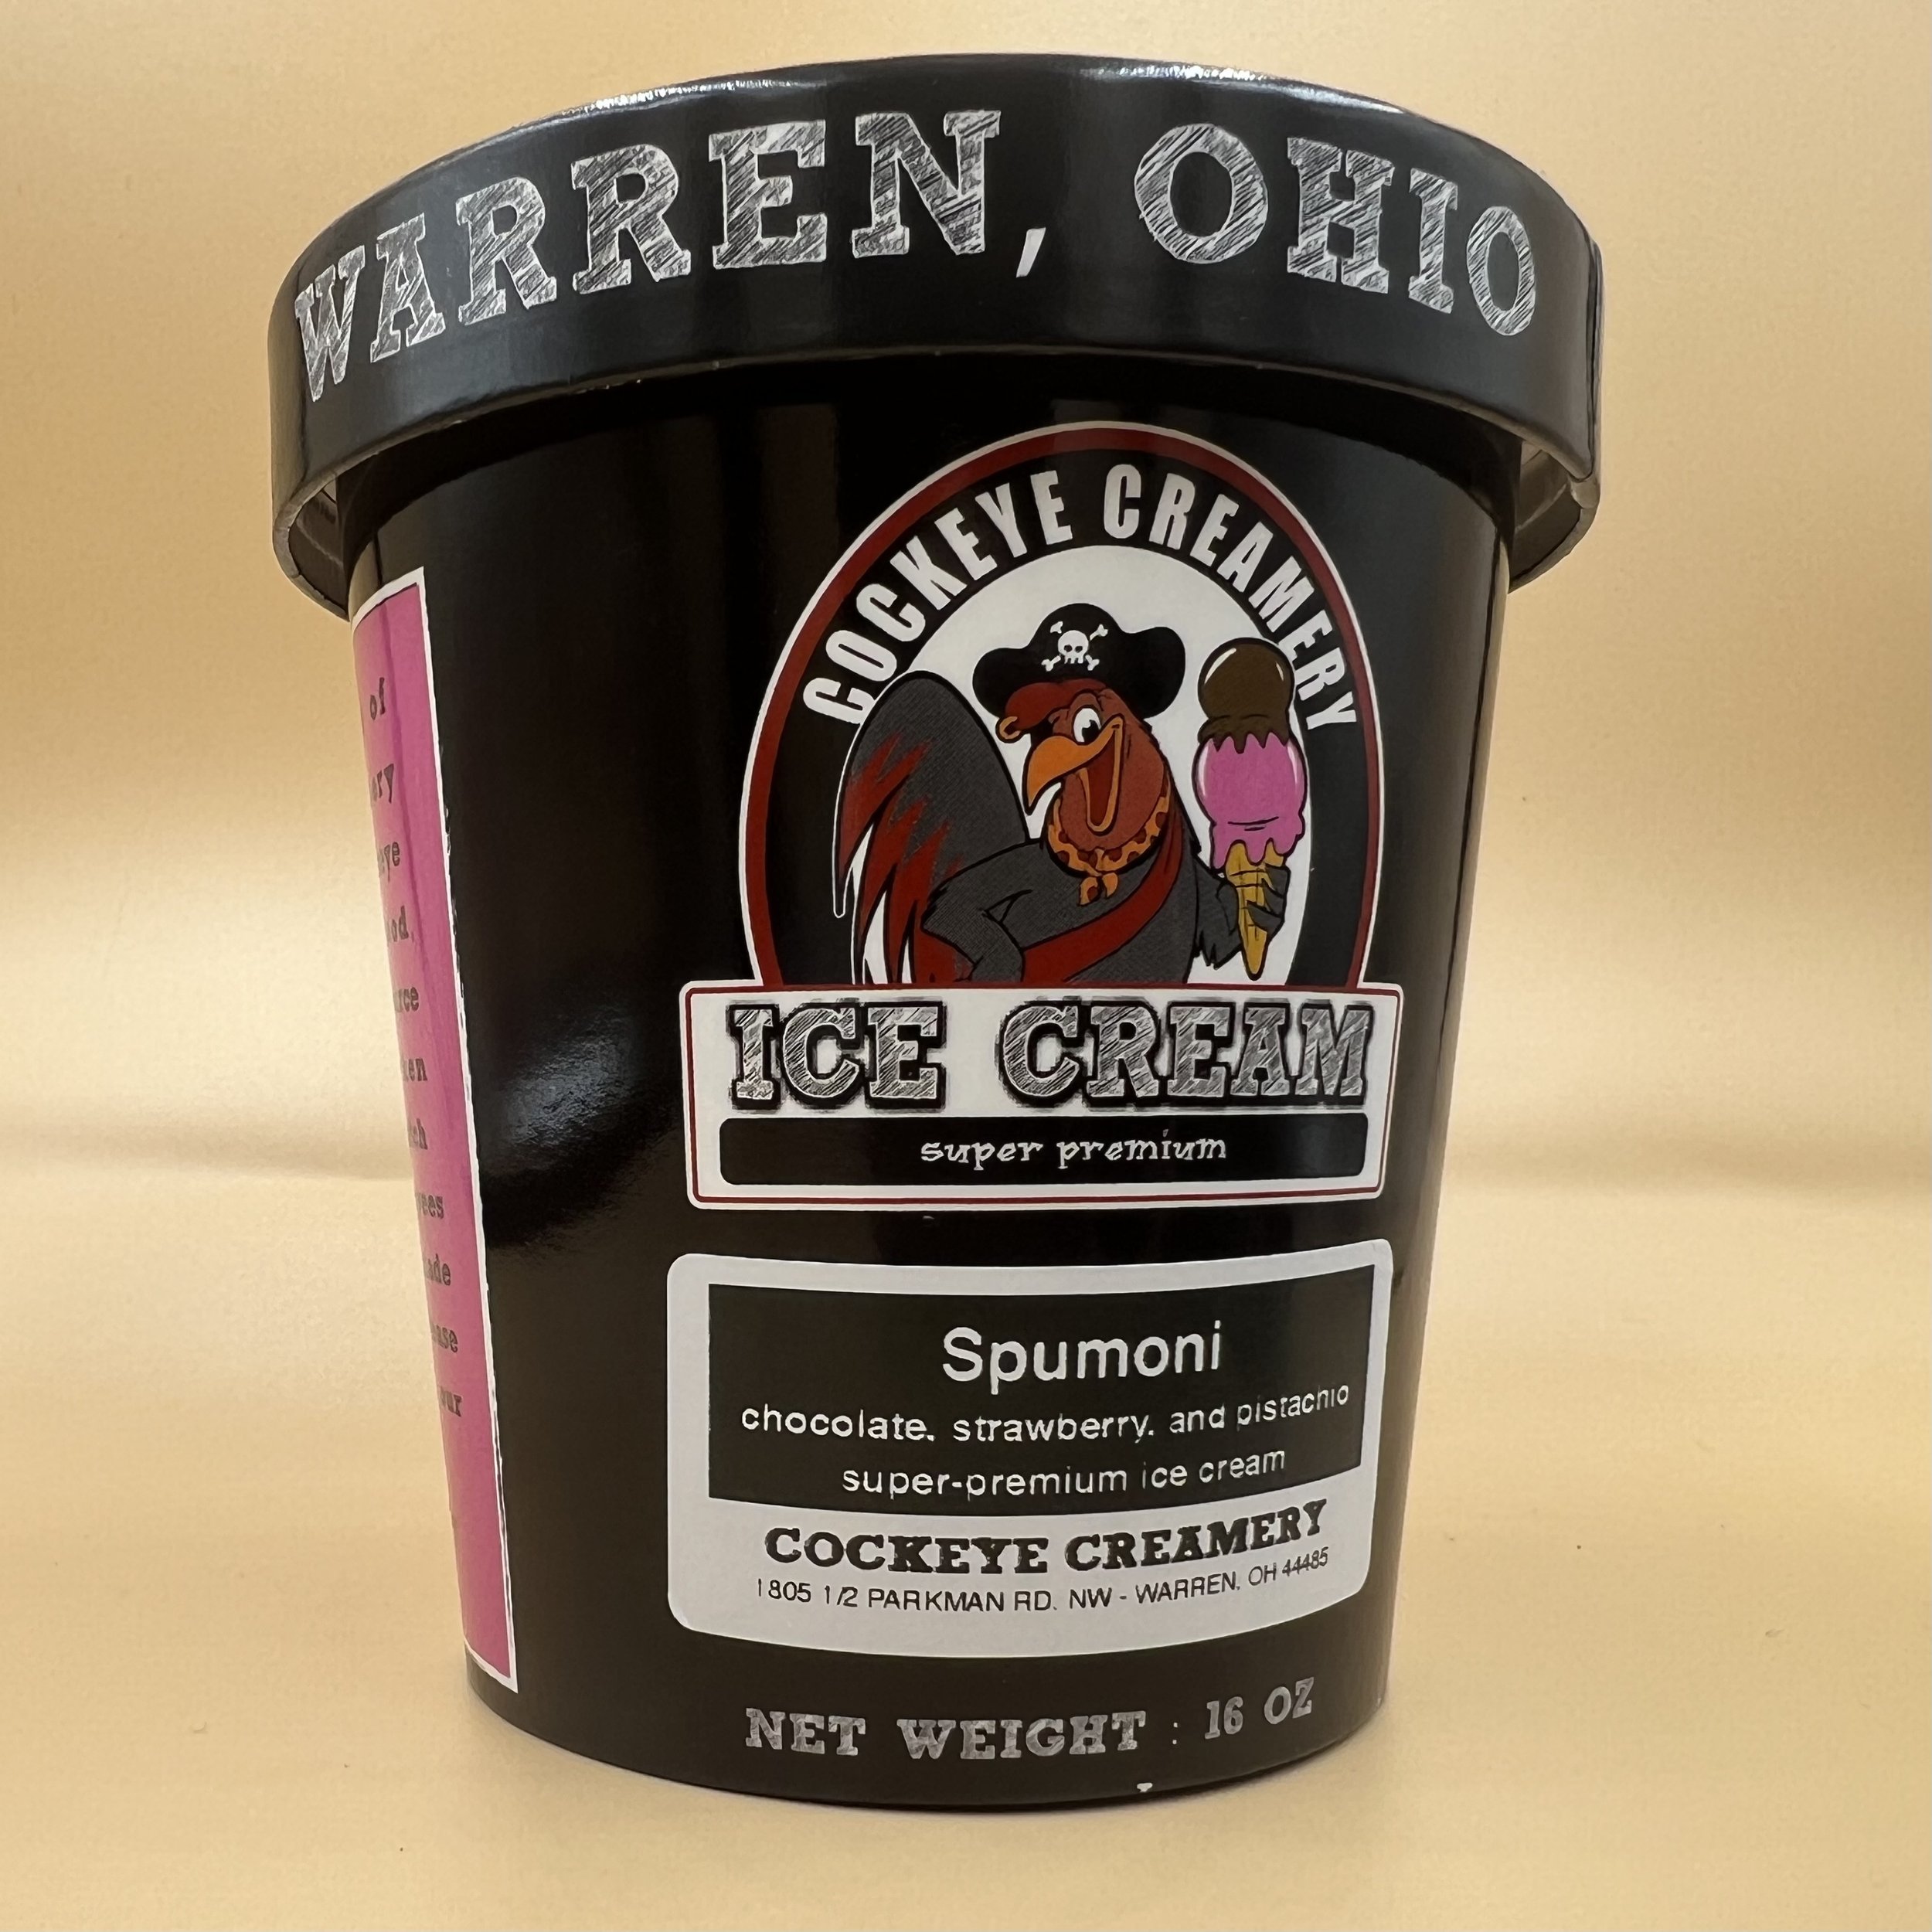 WARREN, OHIO
COCKEYE CREAMERY
ICE CREAM
super premium
Spumoni
chocolate, strawberry, and pistachio
super-premium ice cream
COCKEYE CREAMERY
1805 1/2 PARKMAN RD. NW - WARREN, OH 44485
NET WEIGHT : 16 OZ
of